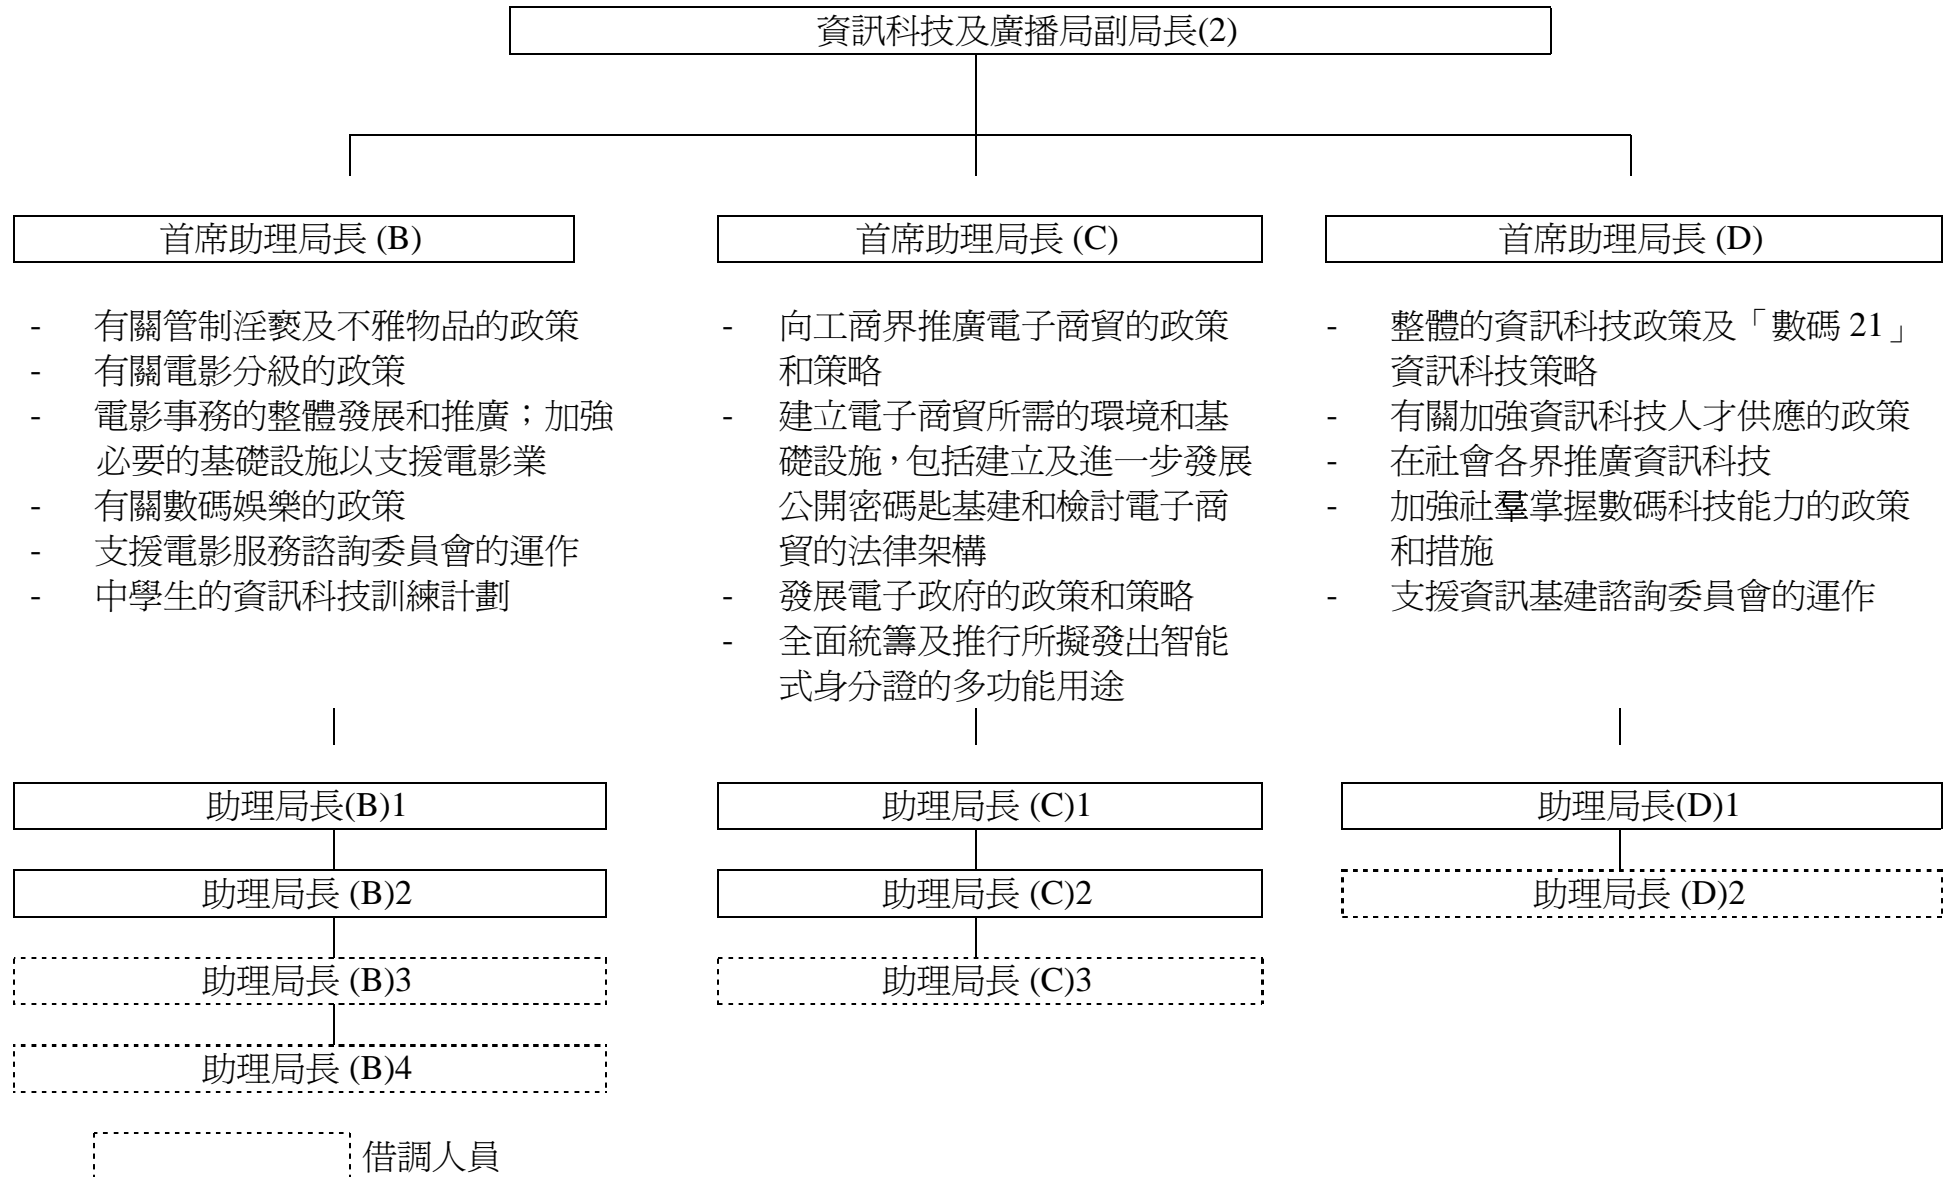 資訊科技及廣播局副局長(2)
首席助理局長 (B)
- 有關管制淫褻及不雅物品的政策
- 有關電影分級的政策
- 電影事務的整體發展和推廣；加強
必要的基礎設施以支援電影業
- 有關數碼娛樂的政策
- 支援電影服務諮詢委員會的運作
- 中學生的資訊科技訓練計劃
助理局長(B)1
助理局長 (B)2
助理局長 (B)3
助理局長 (B)4
首席助理局長 (C)
- 向工商界推廣電子商貿的政策
和策略
- 建立電子商貿所需的環境和基
礎設施，包括建立及進一步發展
公開密碼匙基建和檢討電子商
貿的法律架構
- 發展電子政府的政策和策略
- 全面統籌及推行所擬發出智能
式身分證的多功能用途
助理局長 (C)1
助理局長 (C)2
助理局長 (C)3
首席助理局長 (D)
- 整體的資訊科技政策及「數碼 21」
資訊科技策略
- 有關加強資訊科技人才供應的政策
- 在社會各界推廣資訊科技
- 加強社羣掌握數碼科技能力的政策
和措施
- 支援資訊基建諮詢委員會的運作
助理局長(D)1
助理局長 (D)2
借調人員